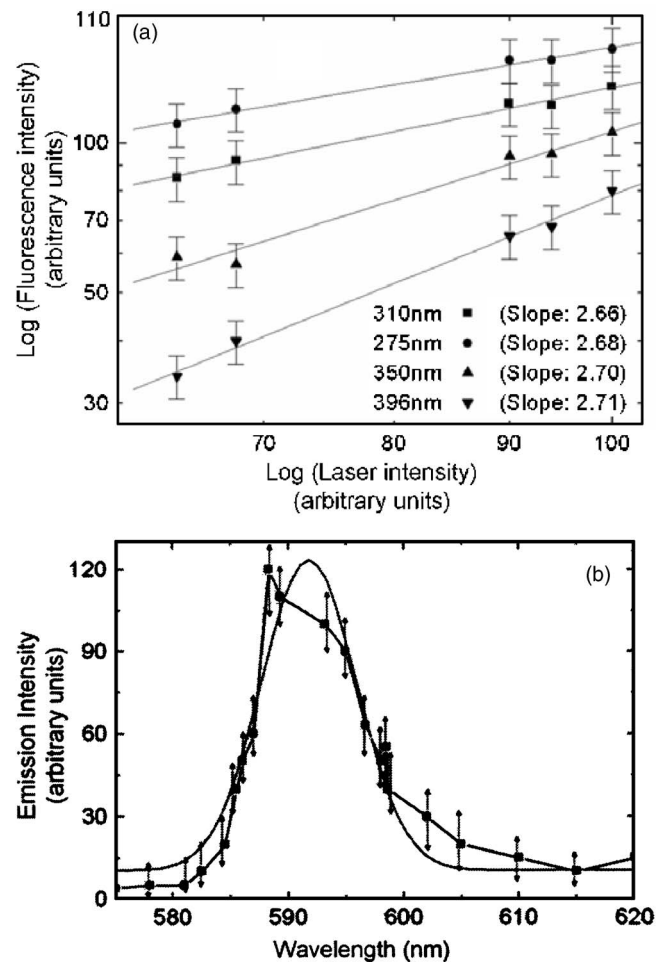 (a)
110
100
70
50
30
Log (Fluorescence intensity)
(arbitrary units)
310nm ■ (Slope: 2.66)
275nm ● (Slope: 2.68)
350nm ▲ (Slope: 2.70)
396nm ▼ (Slope: 2.71)
70 80 90 100
Log (Laser intensity)
(arbitrary units)
(b)
120
90
60
30
0
Emission Intensity
(arbitrary units)
580 590 600 610 620
Wavelength (nm)